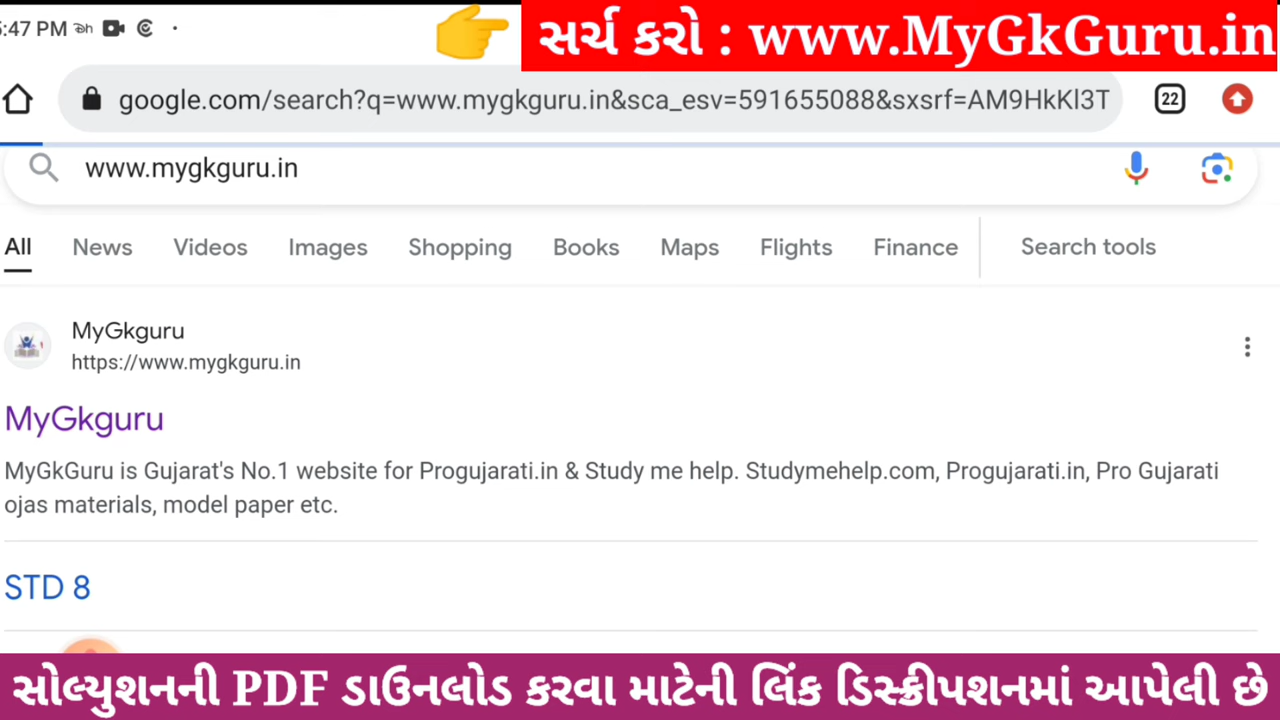 5:47 PM
સર્ચ કરો : www.MyGkGuru.in
google.com/search?q=www.mygkguru.in&sca_esv=591655088&sxsrf=AM9HkKl3T
22
www.mygkguru.in
All News Videos Images Shopping Books Maps Flights Finance Search tools
MyGkguru
https://www.mygkguru.in
MyGkguru
MyGkGuru is Gujarat's No.1 website for Progujarati.in & Study me help. Studymehelp.com, Progujarati.in, Pro Gujarati
ojas materials, model paper etc.
STD 8
સોલ્યુશનની PDF ડાઉનલોડ કરવા માટેની લિંક ડિસ્ક્રીપશનમાં આપેલી છે